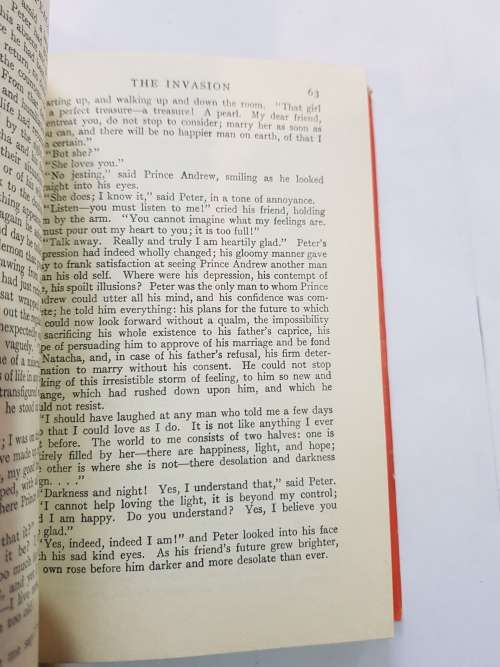 THE INVASION
63
arting up, and walking up and down the room. "That girl
a perfect treasure—a treasure! A pearl. My dear friend,
entreat you, do not stop to consider; marry her as soon as
u can, and there will be no happier man on earth, of that I
certain."
"But she?"
"She loves you."
"No jesting," said Prince Andrew, smiling as he looked
aight into his eyes.
"She does; I know it," said Peter, in a tone of annoyance.
"Listen—you must listen to me!" cried his friend, holding
m by the arm. "You cannot imagine what my feelings are.
must pour out my heart to you; it is too full!"
"Talk away. Really and truly I am heartily glad." Peter's
pression had indeed wholly changed; his gloomy manner gave
ay to frank satisfaction at seeing Prince Andrew another man
an his old self. Where were his depression, his contempt of
e, his spoilt illusions? Peter was the only man to whom Prince
ndrew could utter all his mind, and his confidence was com-
te; he told him everything: his plans for the future to which
could now look forward without a qualm, the impossibility
sacrificing his whole existence to his father's caprice, his
pe of persuading him to approve of his marriage and be fond
Natacha, and, in case of his father's refusal, his firm deter-
nation to marry without his consent. He could not stop
king of this irresistible storm of feeling, to him so new and
ange, which had rushed down upon him, and which he
uld not resist.
"I should have laughed at any man who told me a few days
o that I could love as I do. It is not like anything I ever
t before. The world to me consists of two halves: one is
irely filled by her—there are happiness, light, and hope;
other is where she is not—there desolation and darkness
gn. . . ."
"Darkness and night! Yes, I understand that," said Peter.
"I cannot help loving the light, it is beyond my control;
d I am happy. Do you understand? Yes, I believe you
glad."
"Yes, indeed, indeed I am!" and Peter looked into his face
th his sad kind eyes. As his friend's future grew brighter,
own rose before him darker and more desolate than ever.